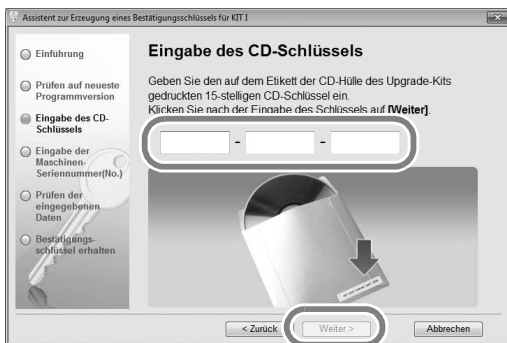 Assistent zur Erzeugung eines Bestätigungsschlüssels für KIT I
Einführung
Prüfen auf neueste
Programmversion
Eingabe des CD-
Schlüssels
Eingabe der
Maschinen-
Seriennummer(No.)
Prüfen der
eingegebenen
Daten
Bestätigungs-
schlüssel erhalten
Eingabe des CD-Schlüssels
Geben Sie den auf dem Etikett der CD-Hülle des Upgrade-Kits
gedruckten 15-stelligen CD-Schlüssel ein.
Klicken Sie nach der Eingabe des Schlüssels auf [Weiter].
- -
< Zurück
Weiter >
Abbrechen